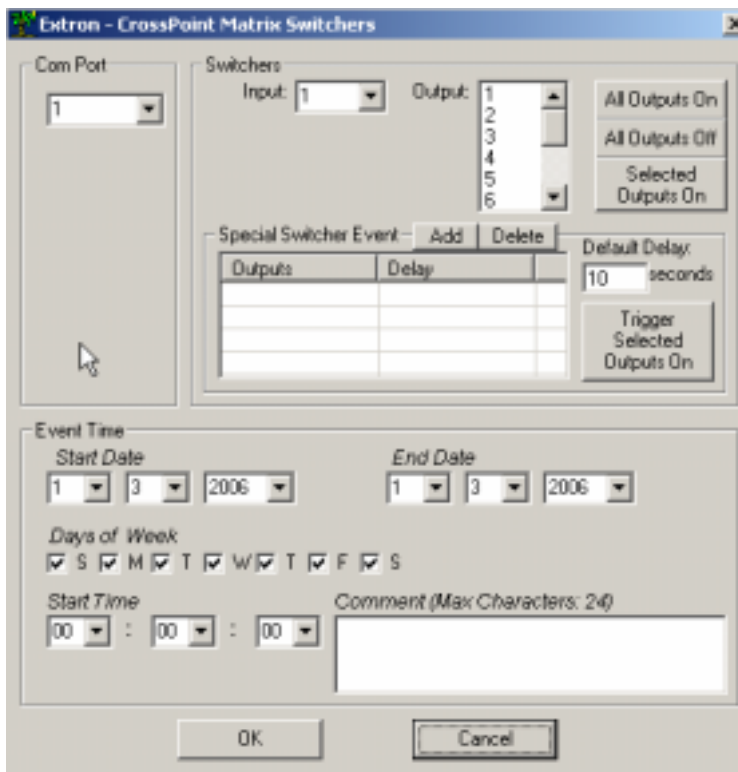 Extron - CrossPoint Matrix Switchers
Com Port
1
Switchers
Input: 1
Output: 1
2
3
4
5
6
All Outputs On
All Outputs Off
Selected
Outputs On
Special Switcher Event
Add
Delete
Outputs Delay
Default Delay:
10 seconds
Trigger
Selected
Outputs On
Event Time
Start Date
1 3 2006
End Date
1 3 2006
Days of Week
S M T W T F S
Start Time
00 : 00 : 00
Comment (Max Characters: 24)
OK
Cancel